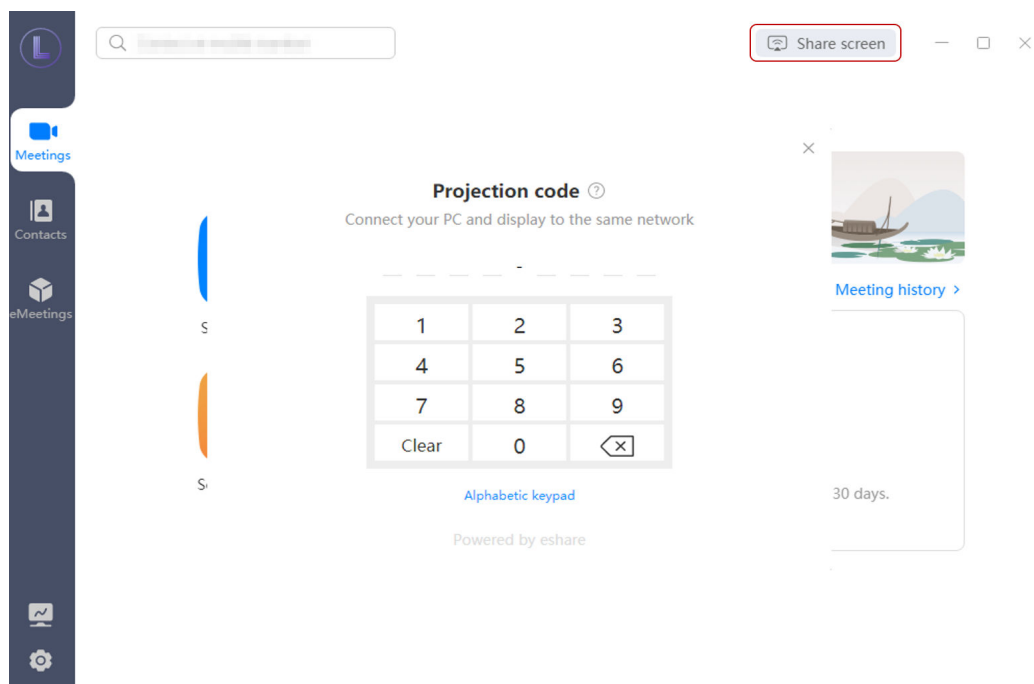 L
Share screen
Meetings
Projection code ?
Connect your PC and display to the same network
Contacts
-
Meeting history >
eMeetings
1 2 3
S
4 5 6
7 8 9
Clear 0
S
Alphabetic keypad
30 days.
Powered by eshare